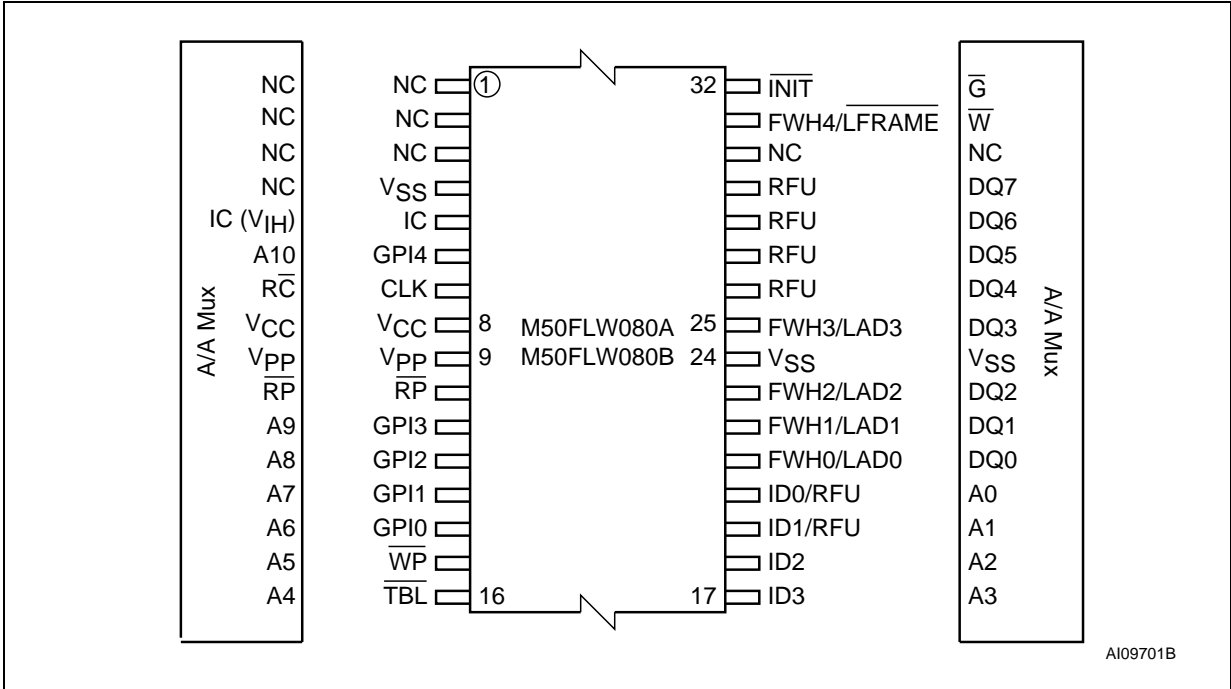 NC NC ① 32 INIT G
NC NC FWH4/LFRAME W
NC NC NC NC
NC VSS RFU DQ7
IC (VIH) IC RFU DQ6
A10 GPI4 RFU DQ5
RC CLK RFU DQ4
VCC VCC 8 M50FLW080A 25 FWH3/LAD3 DQ3
VPP VPP 9 M50FLW080B 24 VSS VSS
RP RP FWH2/LAD2 DQ2
A9 GPI3 FWH1/LAD1 DQ1
A8 GPI2 FWH0/LAD0 DQ0
A7 GPI1 ID0/RFU A0
A6 GPI0 ID1/RFU A1
A5 WP ID2 A2
A4 TBL 16 17 ID3 A3
A/A Mux
A/A Mux
AI09701B